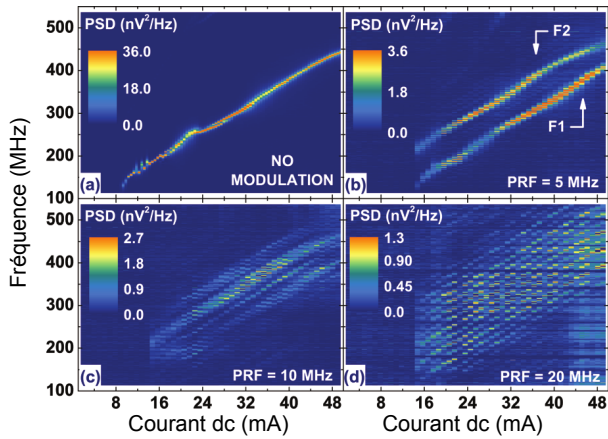 PSD (nV²/Hz)
36.0
18.0
0.0
NO
MODULATION
(a)
PSD (nV²/Hz)
3.6
1.8
0.0
F2
F1
(b)
PRF = 5 MHz
500
400
300
200
100
PSD (nV²/Hz)
2.7
1.8
0.9
0.0
(c)
PRF = 10 MHz
PSD (nV²/Hz)
1.3
0.90
0.45
0.0
(d)
PRF = 20 MHz
500
400
300
200
100
Fréquence (MHz)
8 16 24 32 40 48
8 16 24 32 40 48
Courant dc (mA)
Courant dc (mA)